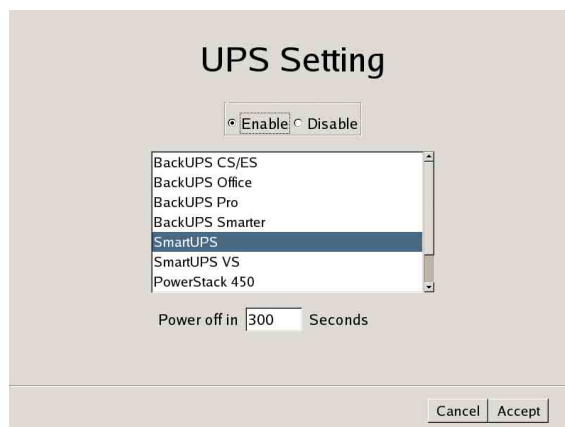 UPS Setting
Enable Disable
BackUPS CS/ES
BackUPS Office
BackUPS Pro
BackUPS Smarter
SmartUPS
SmartUPS VS
PowerStack 450
Power off in 300 Seconds
Cancel Accept